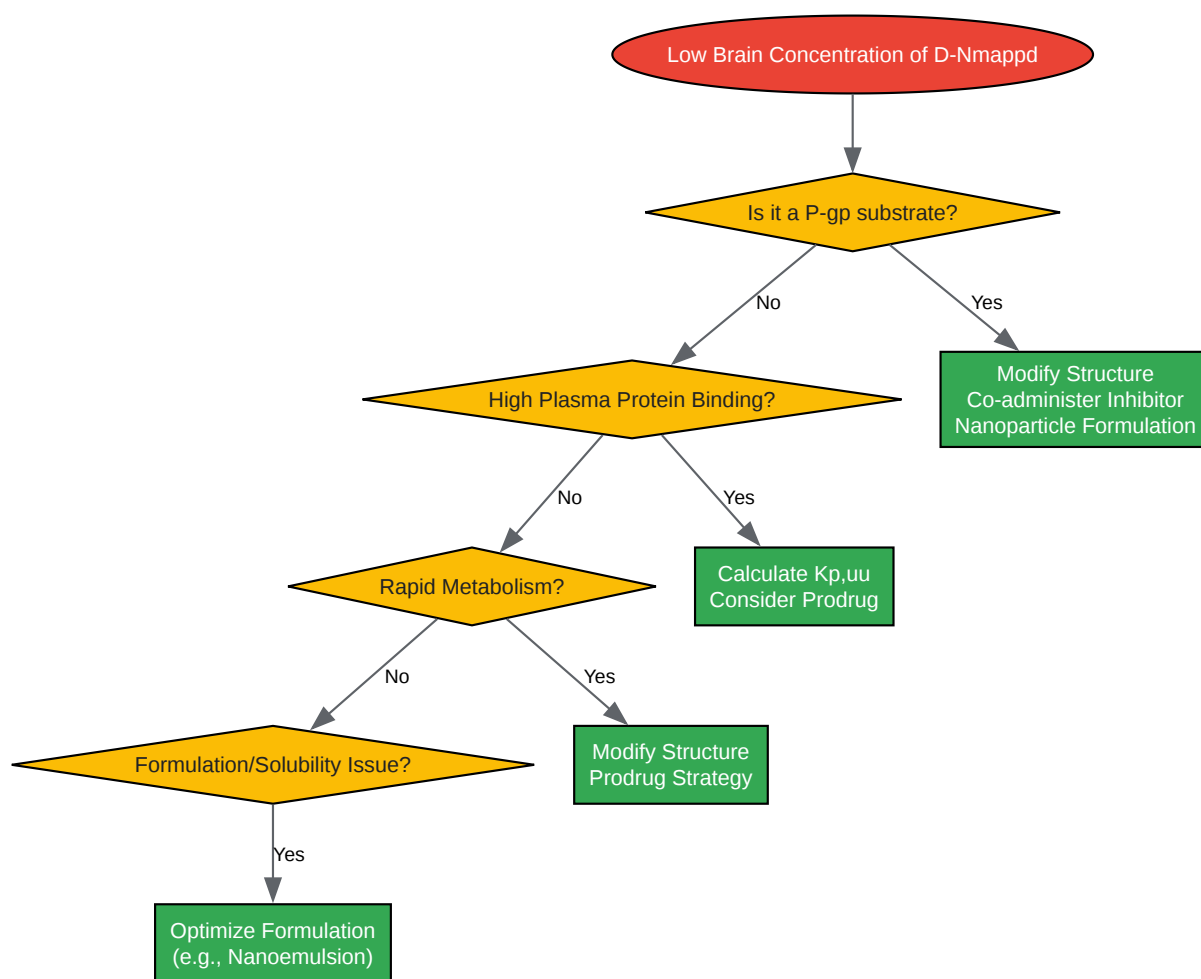 Low Brain Concentration of D-Nmappd
Is it a P-gp substrate?
No
Yes
Modify Structure
Co-administer Inhibitor
Nanoparticle Formulation
High Plasma Protein Binding?
No
Yes
Calculate Kp,uu
Consider Prodrug
Rapid Metabolism?
No
Yes
Modify Structure
Prodrug Strategy
Formulation/Solubility Issue?
Yes
Optimize Formulation
(e.g., Nanoemulsion)